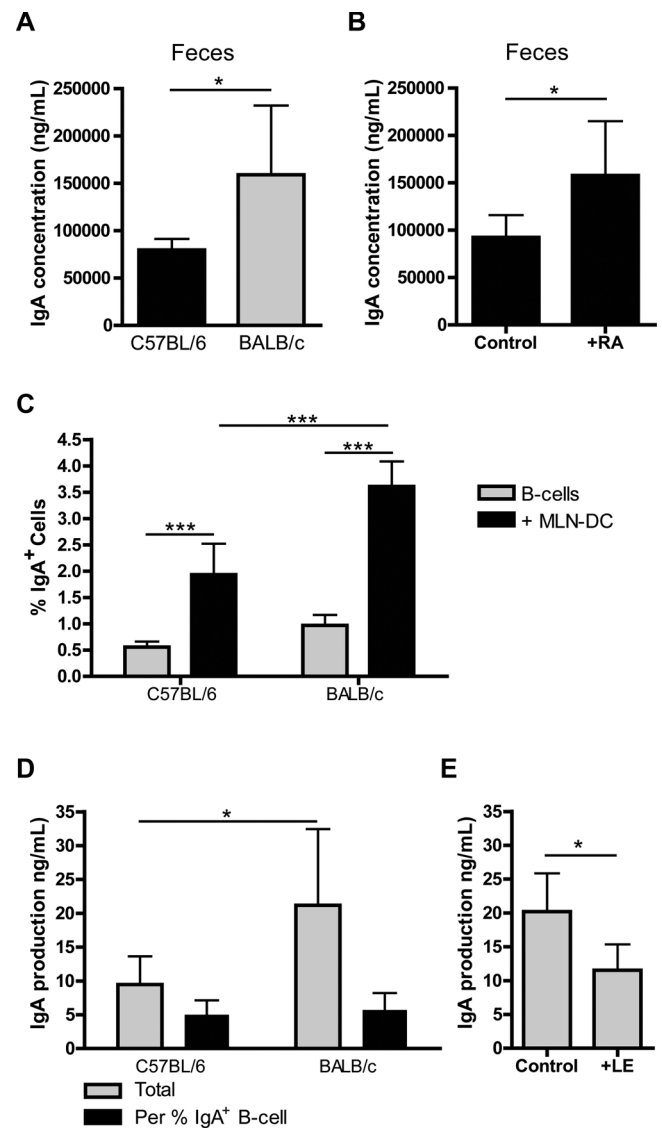 A
Feces
*
250000
200000
150000
100000
50000
0
IgA concentration (ng/mL)
C57BL/6 BALB/c
B
Feces
*
250000
200000
150000
100000
50000
0
IgA concentration (ng/mL)
Control +RA
C
***
***
***
4.5
4.0
3.5
3.0
2.5
2.0
1.5
1.0
0.5
0.0
% IgA+ Cells
C57BL/6 BALB/c
B-cells
+ MLN-DC
D
*
35
30
25
20
15
10
5
0
IgA production ng/mL)
C57BL/6 BALB/c
Total
Per % IgA+ B-cell
E
*
35
30
25
20
15
10
5
0
IgA production ng/mL)
Control +LE